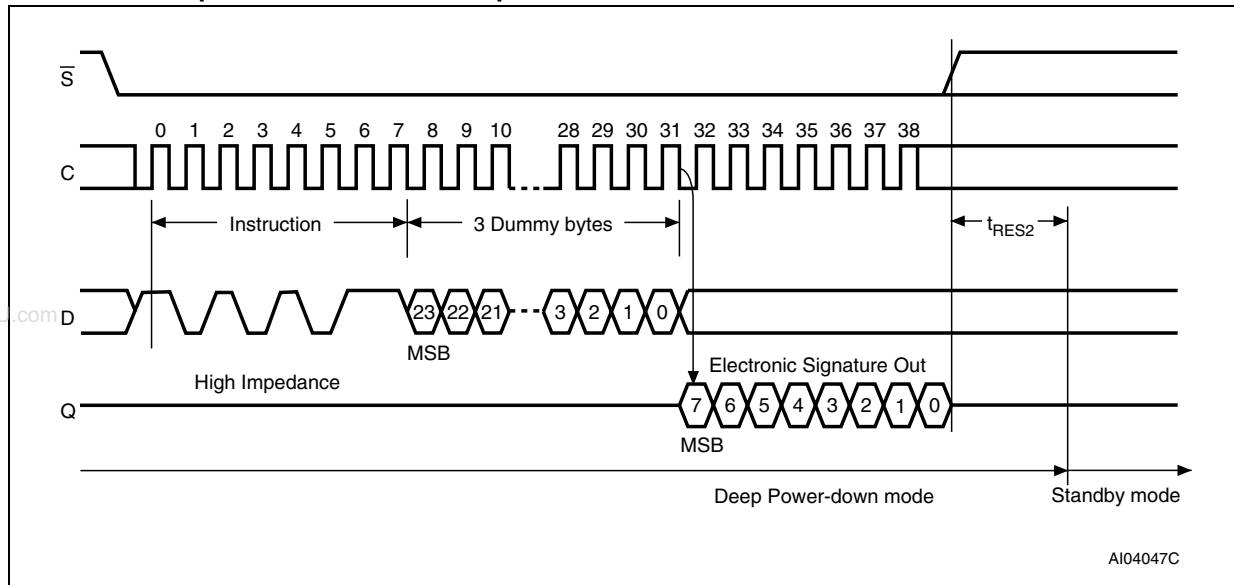 S
0 1 2 3 4 5 6 7 8 9 10 28 29 30 31 32 33 34 35 36 37 38
C
Instruction 3 Dummy bytes tRES2
D 23 22 21 3 2 1 0
MSB
High Impedance Electronic Signature Out
Q 7 6 5 4 3 2 1 0
MSB
Deep Power-down mode Standby mode
AI04047C